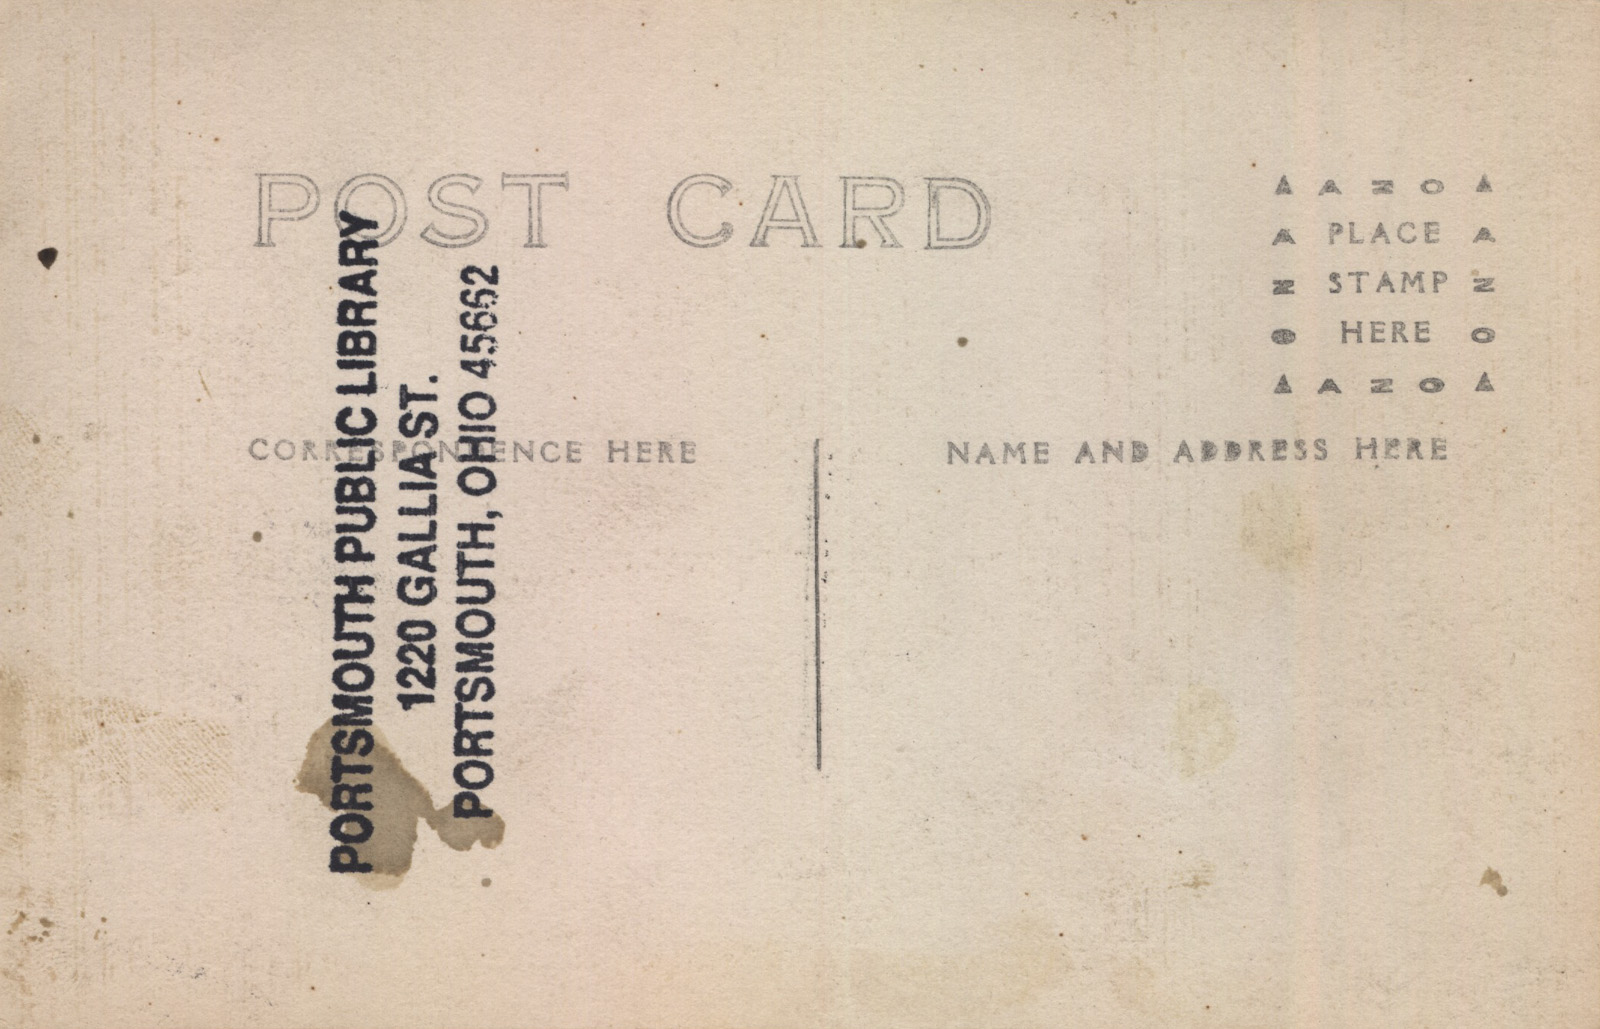 POST CARD
▲ A N O ▲
A PLACE A
N STAMP N
O HERE O
▲ A N O ▲
CORRESPONDENCE HERE
NAME AND ADDRESS HERE
PORTSMOUTH PUBLIC LIBRARY
1220 GALLIA ST.
PORTSMOUTH, OHIO 45662